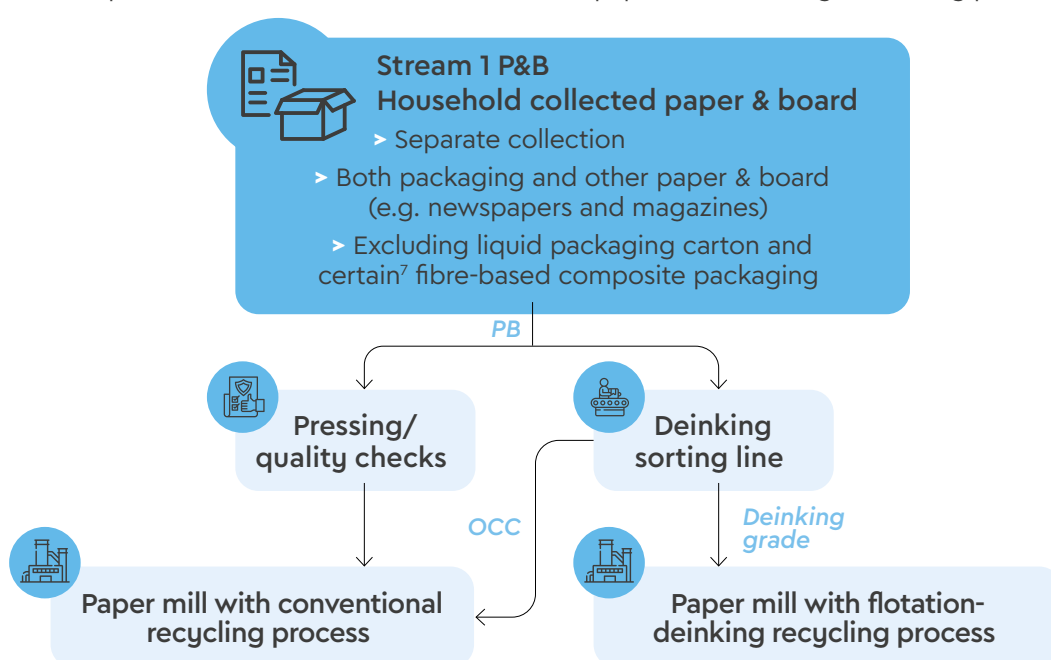 Stream 1 P&B
Household collected paper & board
> Separate collection
> Both packaging and other paper & board
(e.g. newspapers and magazines)
> Excluding liquid packaging carton and
certain⁷ fibre-based composite packaging
PB
Pressing/
quality checks
Deinking
sorting line
OCC
Deinking
grade
Paper mill with conventional
recycling process
Paper mill with flotation-
deinking recycling process